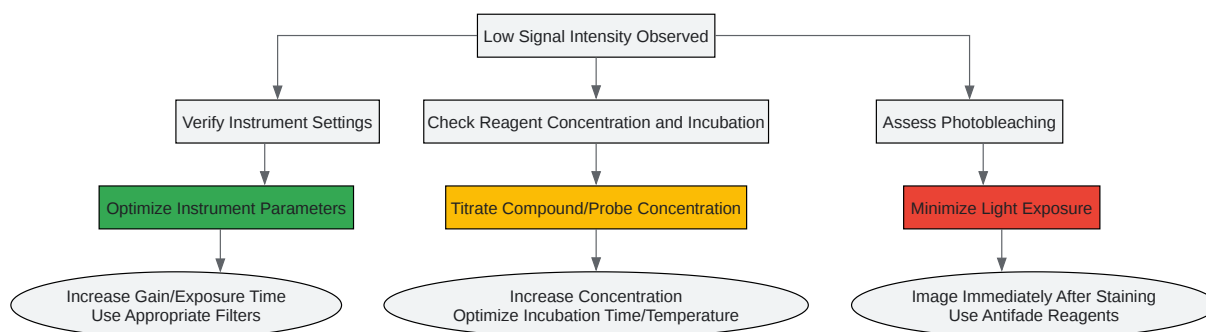 Low Signal Intensity Observed
Verify Instrument Settings
Check Reagent Concentration and Incubation
Assess Photobleaching
Optimize Instrument Parameters
Titrate Compound/Probe Concentration
Minimize Light Exposure
Increase Gain/Exposure Time
Use Appropriate Filters
Increase Concentration
Optimize Incubation Time/Temperature
Image Immediately After Staining
Use Antifade Reagents